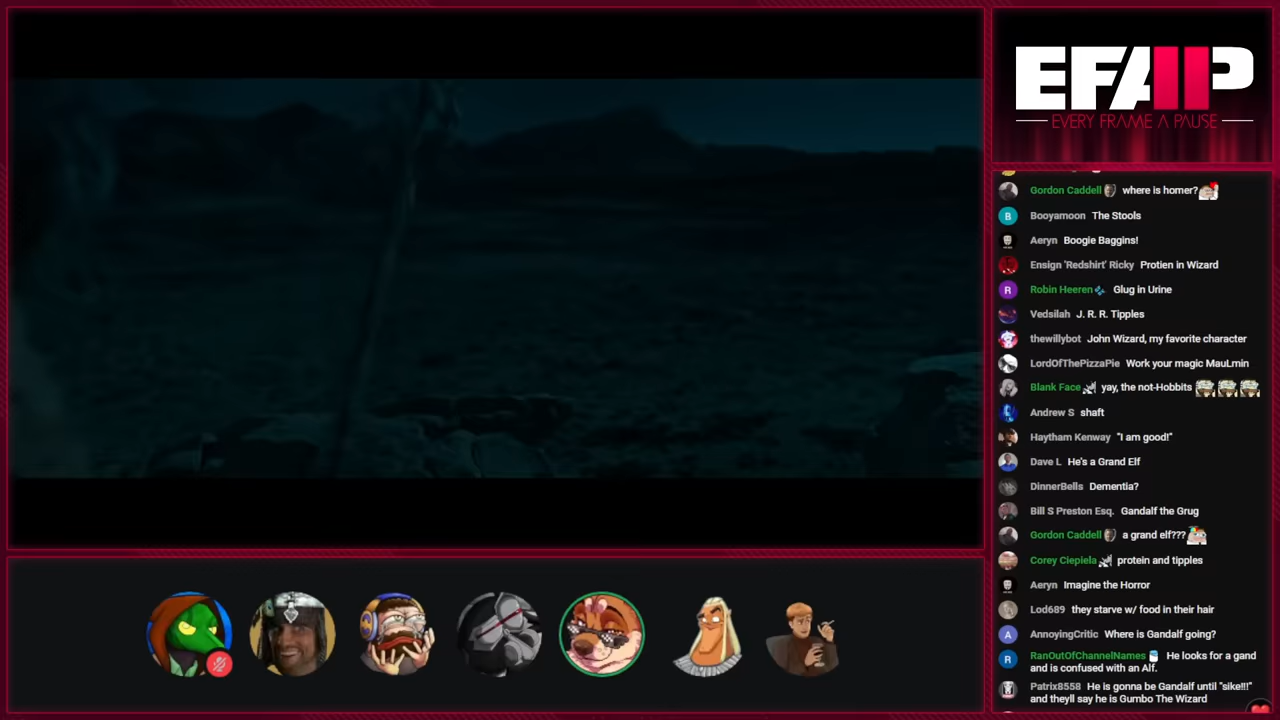 EFAP
EVERY FRAME A PAUSE
Gordon Caddell where is homer?
B Booyamoon The Stools
Aeryn Boogie Baggins!
Ensign 'Redshirt' Ricky Protien in Wizard
R Robin Heeren Glug in Urine
Vedsilah J. R. R. Tipples
thewillybot John Wizard, my favorite character
LordOfThePizzaPie Work your magic MauLmin
Blank Face yay, the not-Hobbits
Andrew S shaft
Haytham Kenway "I am good!"
Dave L He's a Grand Elf
DinnerBells Dementia?
Bill S Preston Esq. Gandalf the Grug
Gordon Caddell a grand elf???
Corey Ciepiela protein and tipples
Aeryn Imagine the Horror
Lod689 they starve w/ food in their hair
A AnnoyingCritic Where is Gandalf going?
R RanOutOfChannelNames He looks for a gand
and is confused with an Alf.
Patrix8558 He is gonna be Gandalf until "sike!!!"
and theyll say he is Gumbo The Wizard